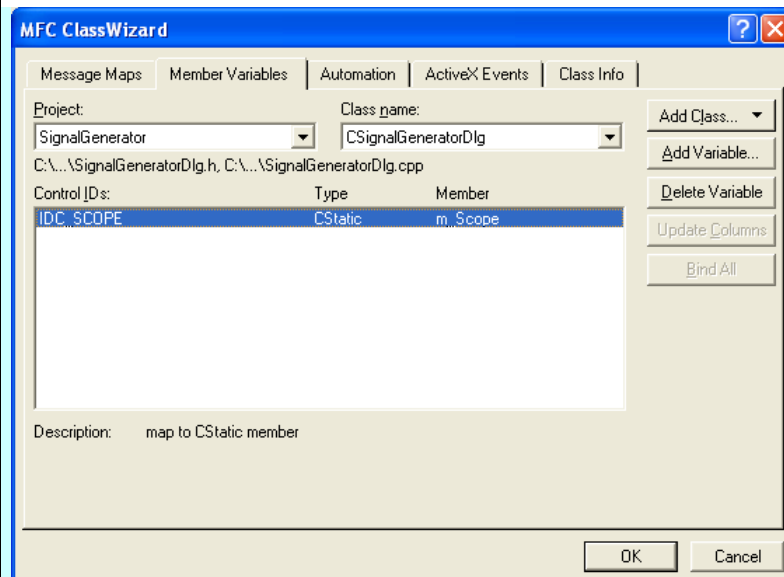 MFC ClassWizard
Message Maps Member Variables Automation ActiveX Events Class Info
Project: Class name:
SignalGenerator CSignalGeneratorDlg
Add Class...
C:\...\SignalGeneratorDlg.h, C:\...\SignalGeneratorDlg.cpp
Add Variable...
Control IDs: Type Member
Delete Variable
IDC_SCOPE CStatic m_Scope
Update Columns
Bind All
Description: map to CStatic member
OK Cancel